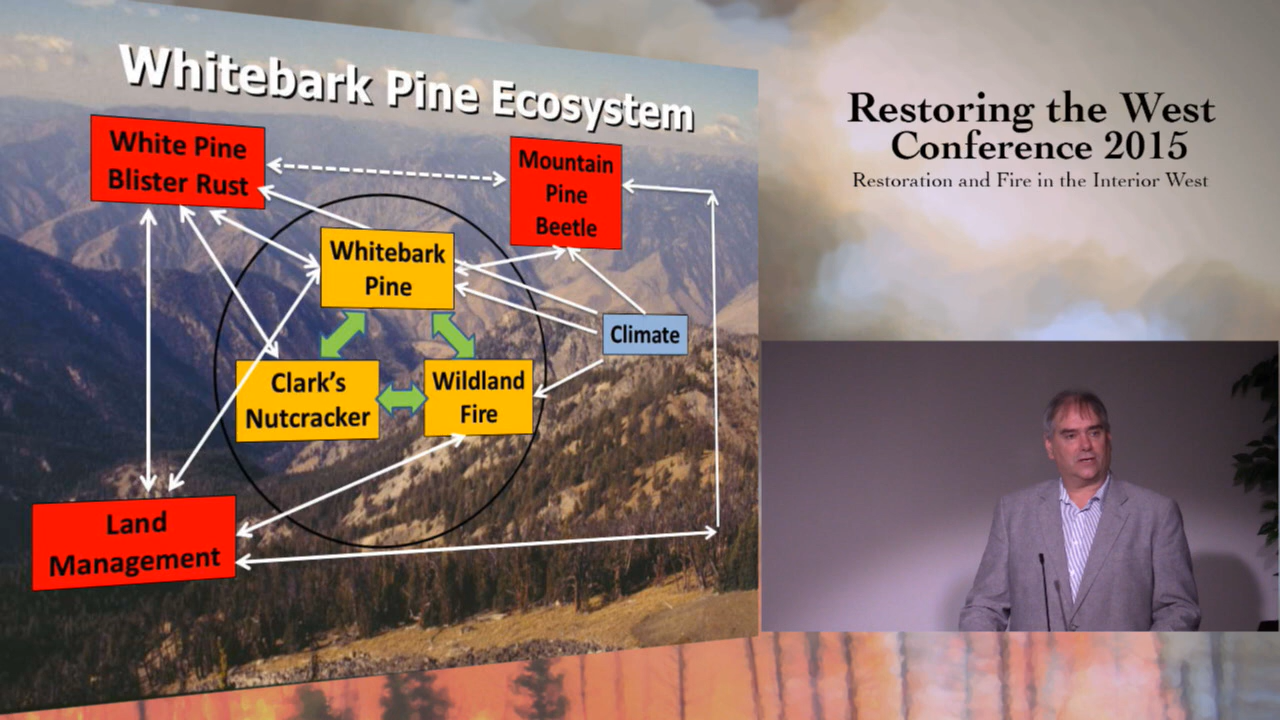 Whitebark Pine Ecosystem
White Pine
Blister Rust
Mountain
Pine
Beetle
Whitebark
Pine
Climate
Clark's
Nutcracker
Wildland
Fire
Land
Management
Restoring the West
Conference 2015
Restoration and Fire in the Interior West